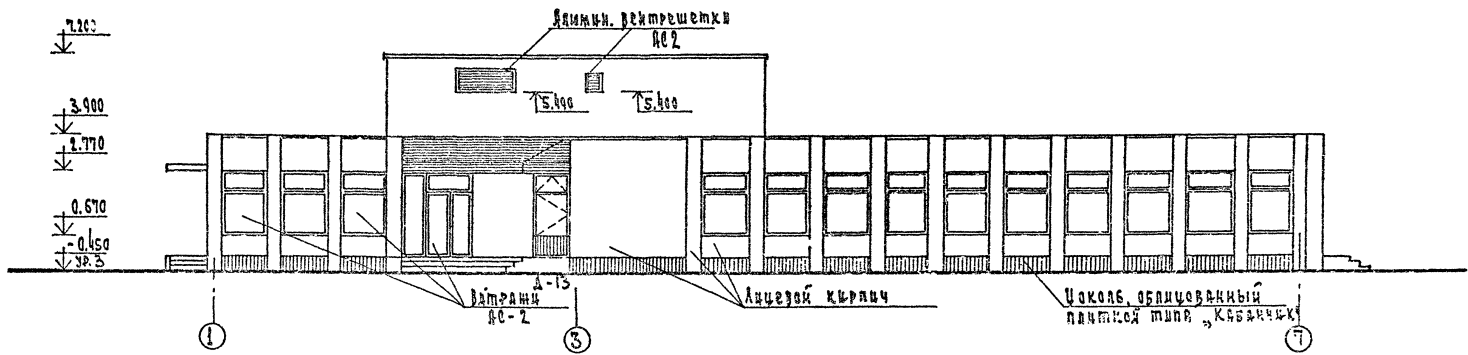 Алюмин. вентрешетки
АС2
7.200
5.400
5.400
3.900
2.770
0.670
-0.450
УР.З
Д-13
Витражи
АС-2
Лицевой кирпич
Цоколь, облицованный
плиткой типа „Кабанчик"
1
3
7